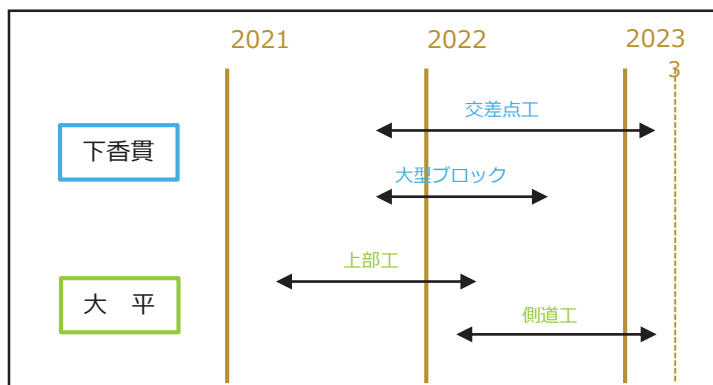 2021
2022
2023
3
交差点工
下香貫
大型ブロック
上部工
大　平
側道工